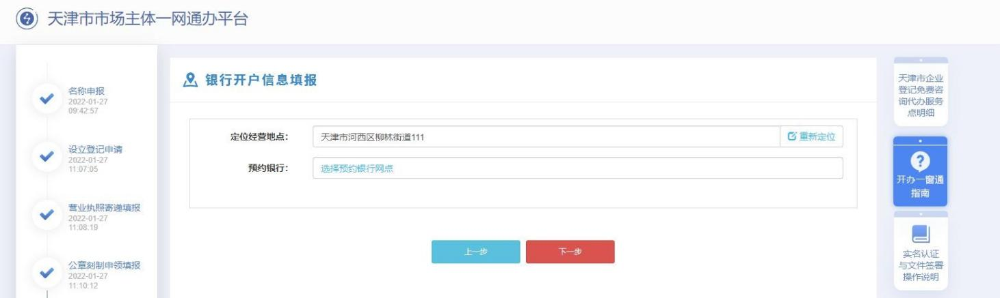 天津市市场主体一网通办平台
名称申报
2022-01-27
09:42:57
设立登记申请
2022-01-27
11:07:05
营业执照寄递填报
2022-01-27
11:08:19
公章刻制申领填报
2022-01-27
11:10:12
银行开户信息填报
定位经营地点：
天津市河西区柳林街道111
重新定位
预约银行：
选择预约银行网点
上一步
下一步
天津市企业
登记免费咨
询代办服务
点明细
开办一窗通
指南
实名认证
与文件签署
操作说明